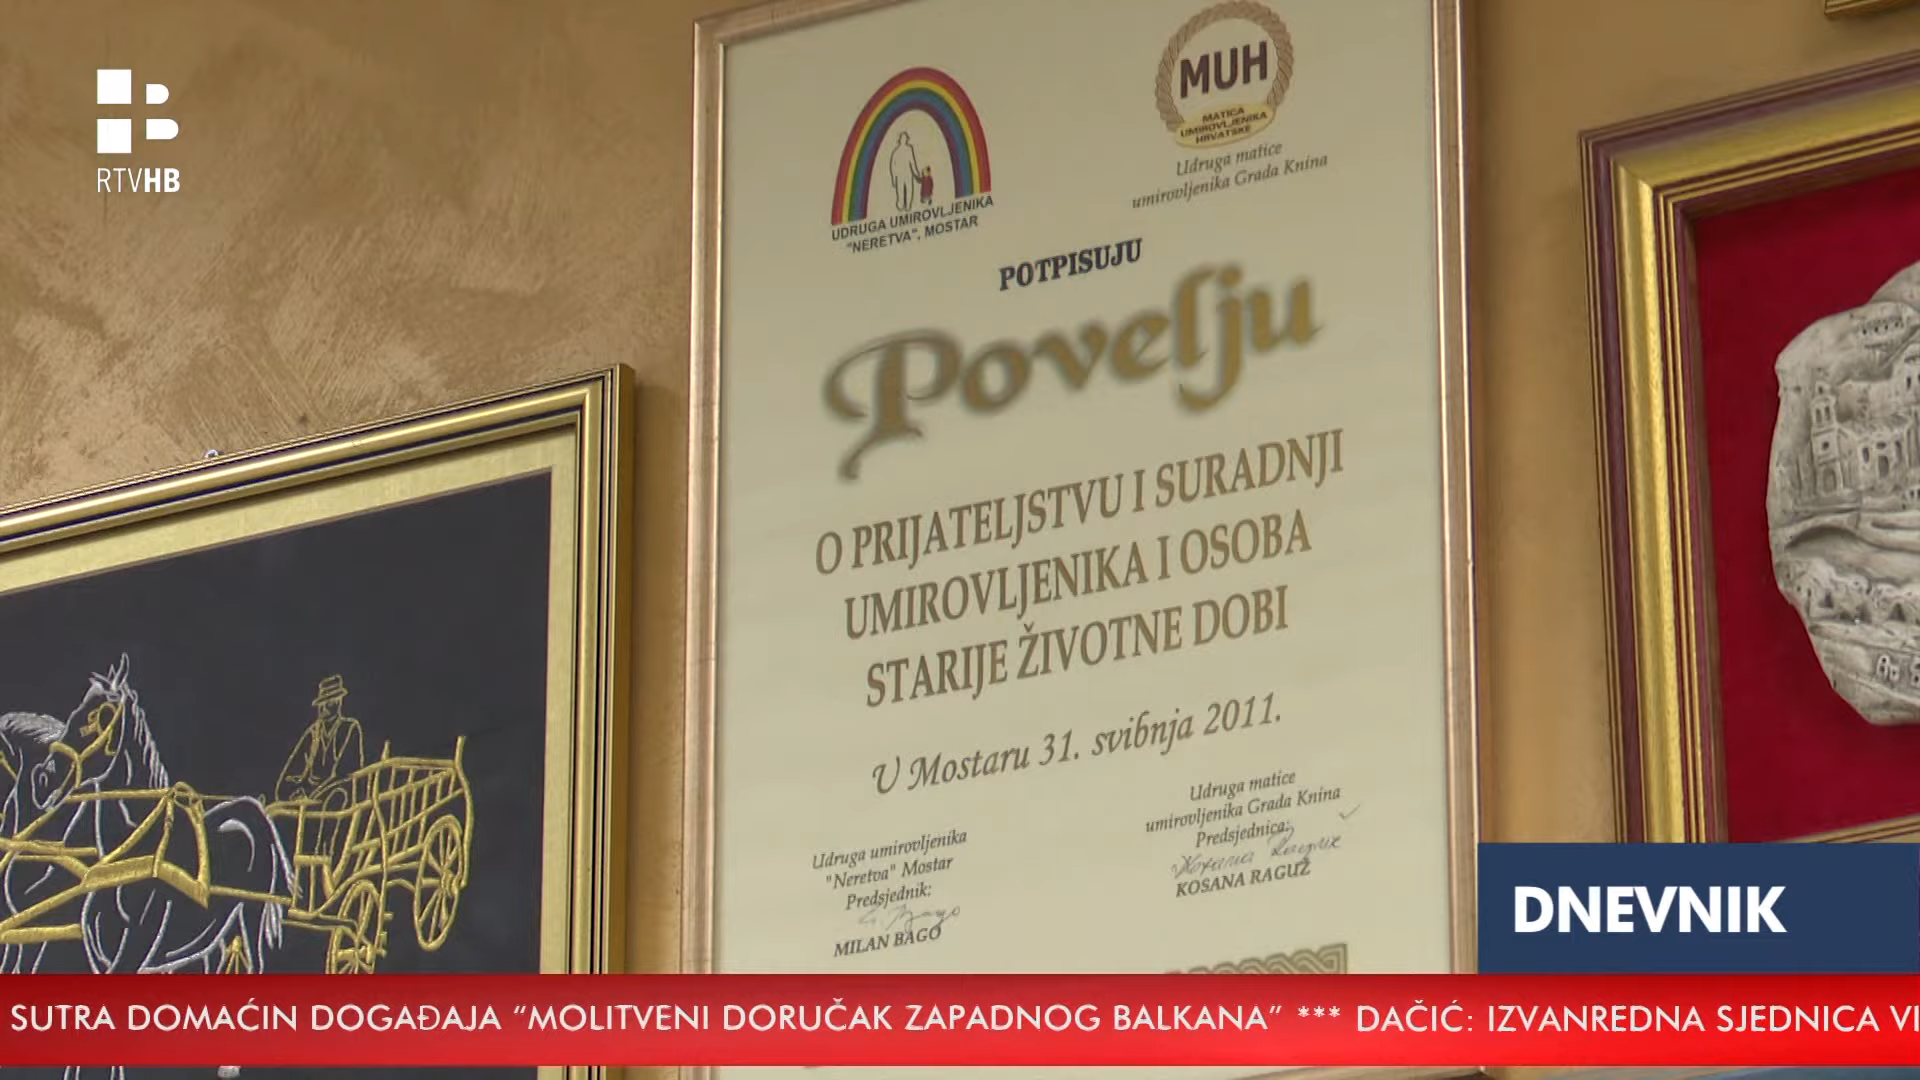 RTVHB
MUH
MATICA
UMIROVLJENIKA
HRVATSKE
Udruga matice
umirovljenika Grada Knina
UDRUGA UMIROVLJENIKA
"NERETVA", MOSTAR
POTPISUJU
Povelju
O PRIJATELJSTVU I SURADNJI
UMIROVLJENIKA I OSOBA
STARIJE ŽIVOTNE DOBI
U Mostaru 31. svibnja 2011.
Udruga umirovljenika
"Neretva" Mostar
Predsjednik:
MILAN BAGO
Udruga matice
umirovljenika Grada Knina
Predsjednica:
KOSANA RAGUŽ
DNEVNIK
SUTRA DOMAĆIN DOGAĐAJA “MOLITVENI DORUČAK ZAPADNOG BALKANA” *** DAČIĆ: IZVANREDNA SJEDNICA VI